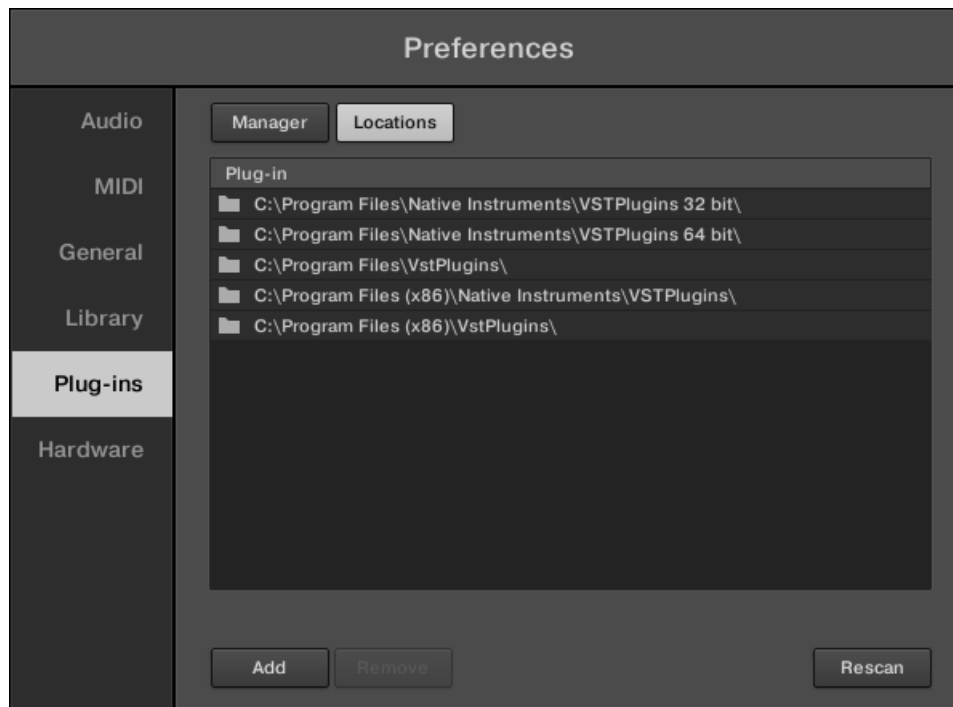 Preferences
Audio
MIDI
General
Library
Plug-ins
Hardware
Manager
Locations
Plug-in
C:\Program Files\Native Instruments\VSTPlugins 32 bit\
C:\Program Files\Native Instruments\VSTPlugins 64 bit\
C:\Program Files\VstPlugins\
C:\Program Files (x86)\Native Instruments\VSTPlugins\
C:\Program Files (x86)\VstPlugins\
Add
Remove
Rescan